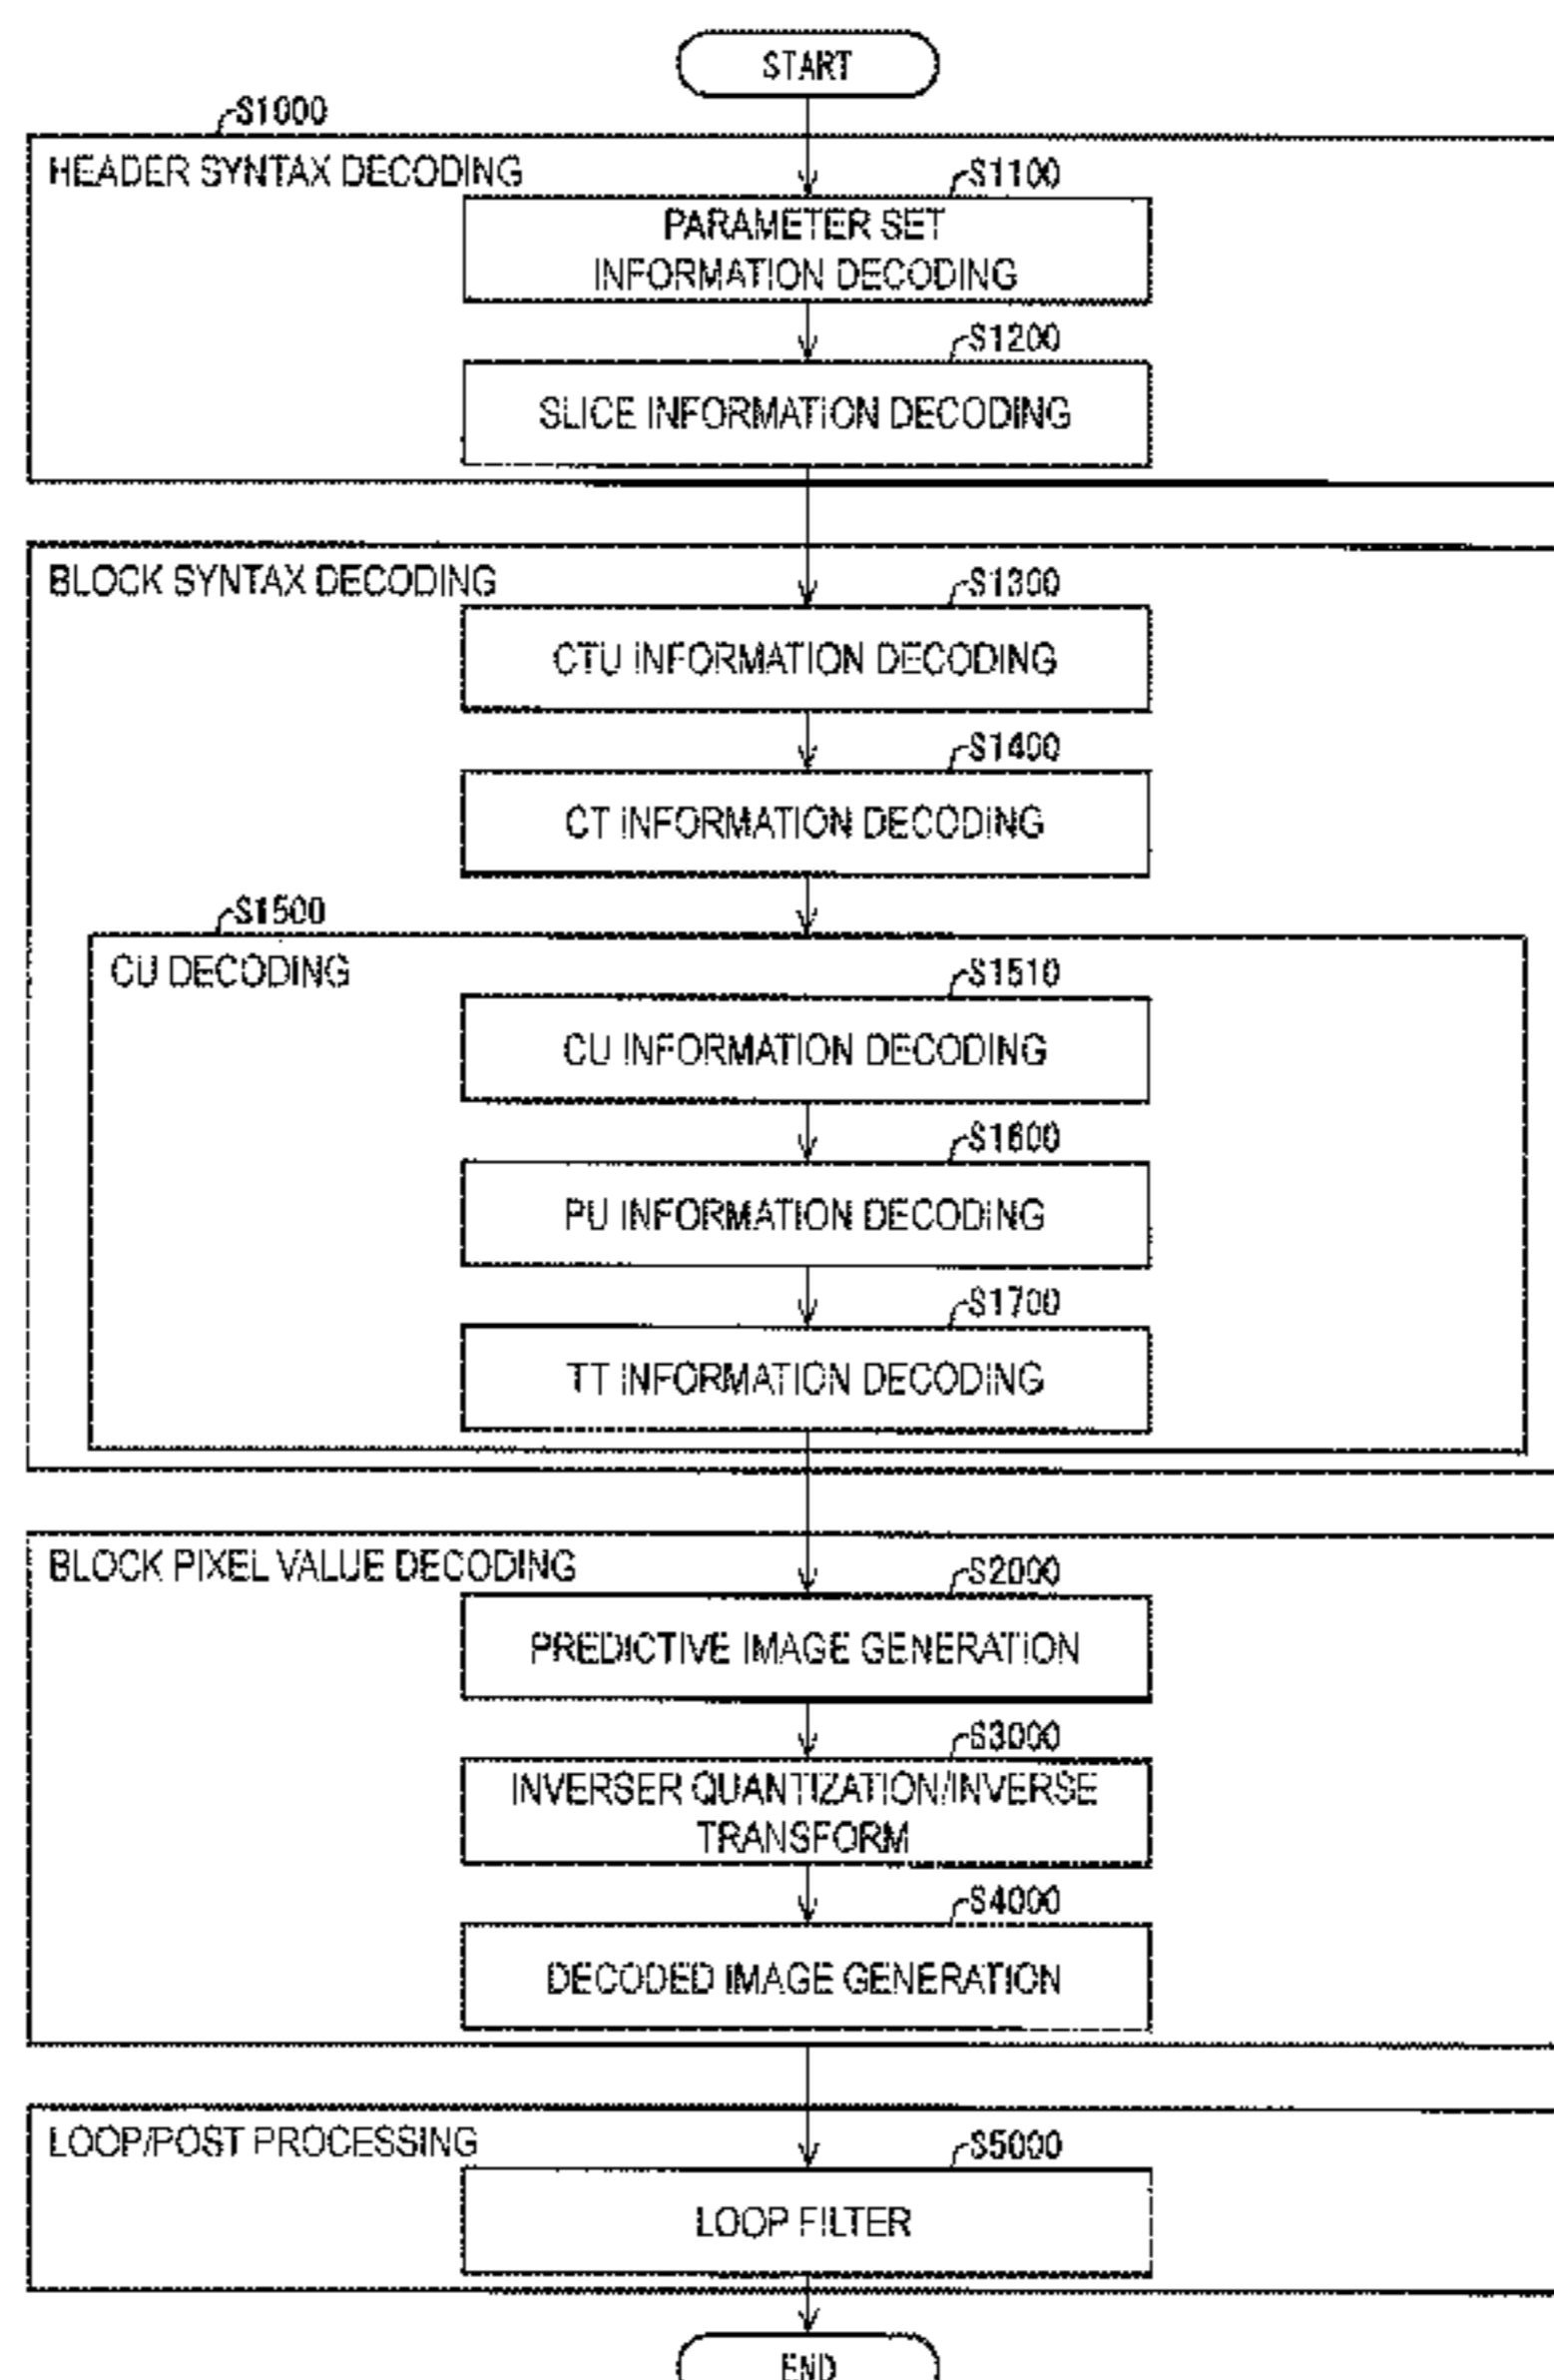 START
S1000
HEADER SYNTAX DECODING
S1100
PARAMETER SET
INFORMATION DECODING
S1200
SLICE INFORMATION DECODING
BLOCK SYNTAX DECODING
S1300
CTU INFORMATION DECODING
S1400
CT INFORMATION DECODING
S1500
CU DECODING
S1510
CU INFORMATION DECODING
S1600
PU INFORMATION DECODING
S1700
TT INFORMATION DECODING
BLOCK PIXEL VALUE DECODING
S2000
PREDICTIVE IMAGE GENERATION
S3000
INVERSER QUANTIZATION/INVERSE
TRANSFORM
S4000
DECODED IMAGE GENERATION
LOOP/POST PROCESSING
S5000
LOOP FILTER
END